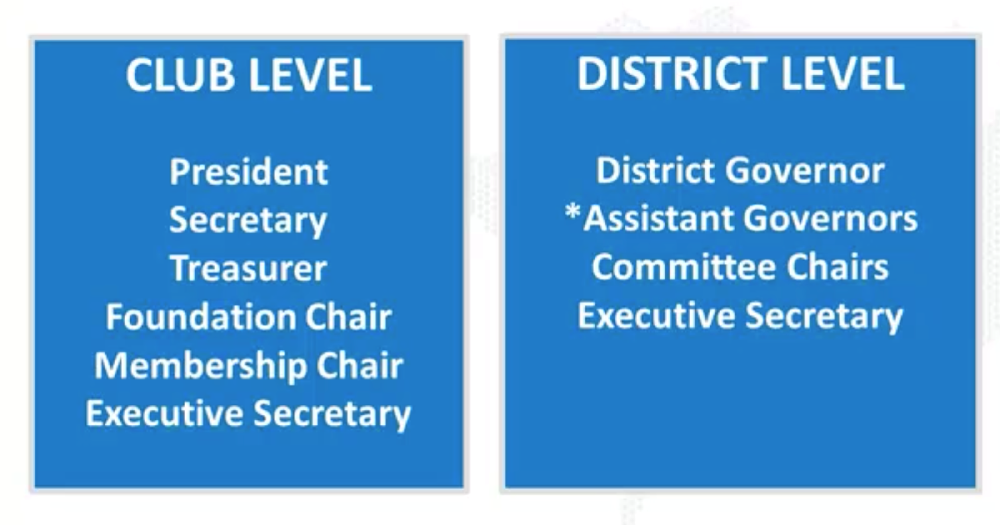 CLUB LEVEL
President
Secretary
Treasurer
Foundation Chair
Membership Chair
Executive Secretary
DISTRICT LEVEL
District Governor
*Assistant Governors
Committee Chairs
Executive Secretary